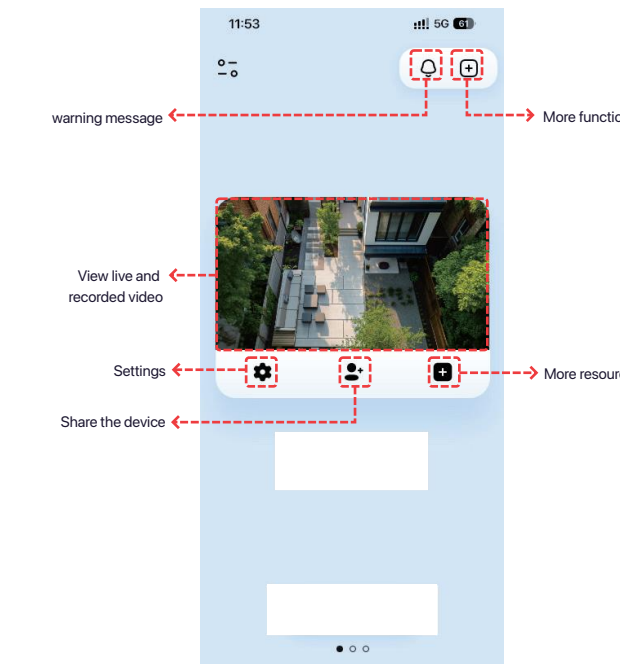 11:53
5G 61
warning message
More functio
View live and
recorded video
Settings
More resour
Share the device